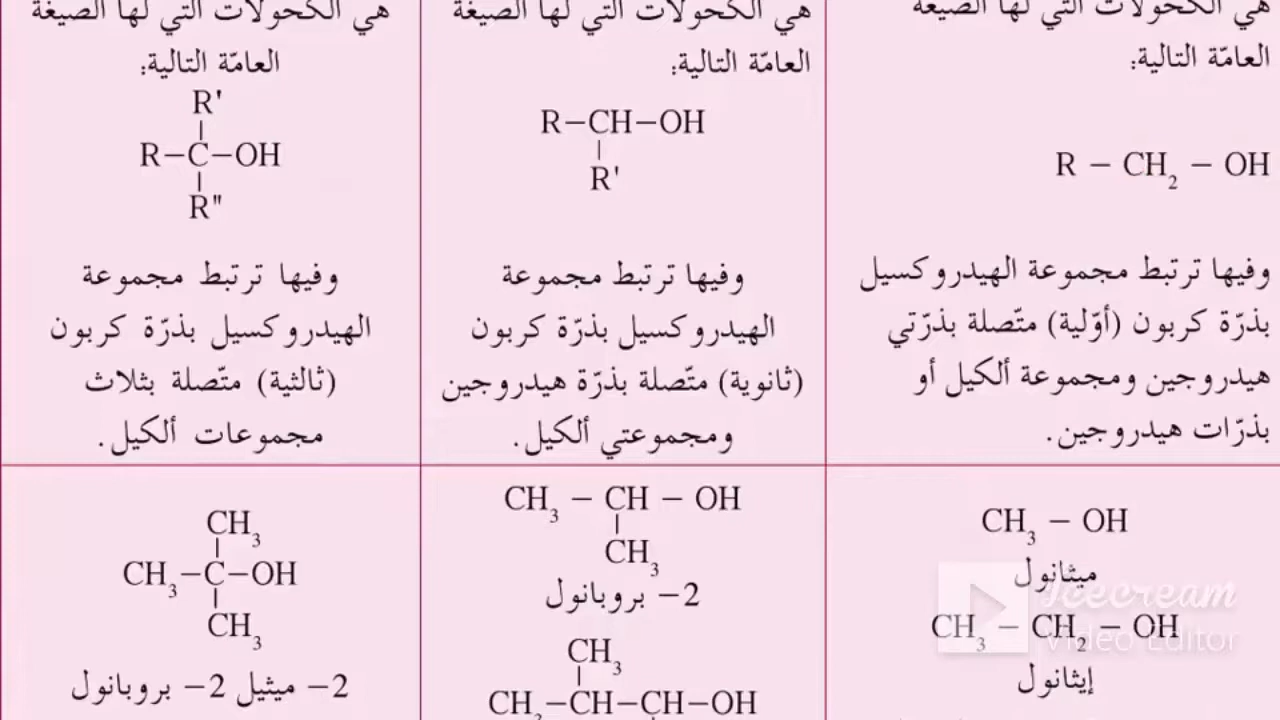 هي الكحولات التي لها الصيغة
العامّة التالية:
R – CH₂ – OH
وفيها ترتبط مجموعة الهيدروكسيل
بذرّة كربون (أوّلية) متّصلة بذرّتي
هيدروجين ومجموعة ألكيل أو
بذرّات هيدروجين.
CH₃ – OH
ميثانول
CH₃ – CH₂ – OH
إيثانول
هي الكحولات التي لها الصيغة
العامّة التالية:
R–CH–OH
R'
وفيها ترتبط مجموعة
الهيدروكسيل بذرّة كربون
(ثانوية) متّصلة بذرّة هيدروجين
ومجموعتي ألكيل.
CH₃ – CH – OH
CH₃
2– بروبانول
CH₃
CH₃–CH–CH–OH
هي الكحولات التي لها الصيغة
العامّة التالية:
R'
R–C–OH
R"
وفيها ترتبط مجموعة
الهيدروكسيل بذرّة كربون
(ثالثية) متّصلة بثلاث
مجموعات ألكيل.
CH₃
CH₃–C–OH
CH₃
2– ميثيل 2– بروبانول
Icecream
Video Editor